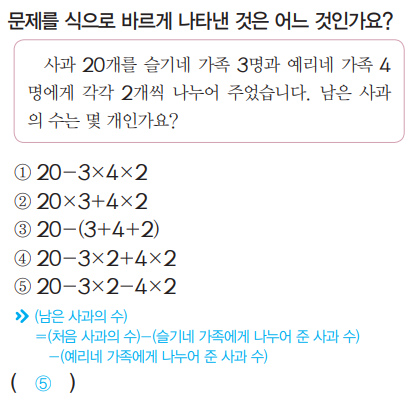 문제를 식으로 바르게 나타낸 것은 어느 것인가요?
사과 20개를 슬기네 가족 3명과 예리네 가족 4
명에게 각각 2개씩 나누어 주었습니다. 남은 사과
의 수는 몇 개인가요?
① 20−3×4×2
② 20×3+4×2
③ 20−(3+4+2)
④ 20−3×2+4×2
⑤ 20−3×2−4×2
≫ (남은 사과의 수)
=(처음 사과의 수)−(슬기네 가족에게 나누어 준 사과 수)
−(예리네 가족에게 나누어 준 사과 수)
( ⑤ )